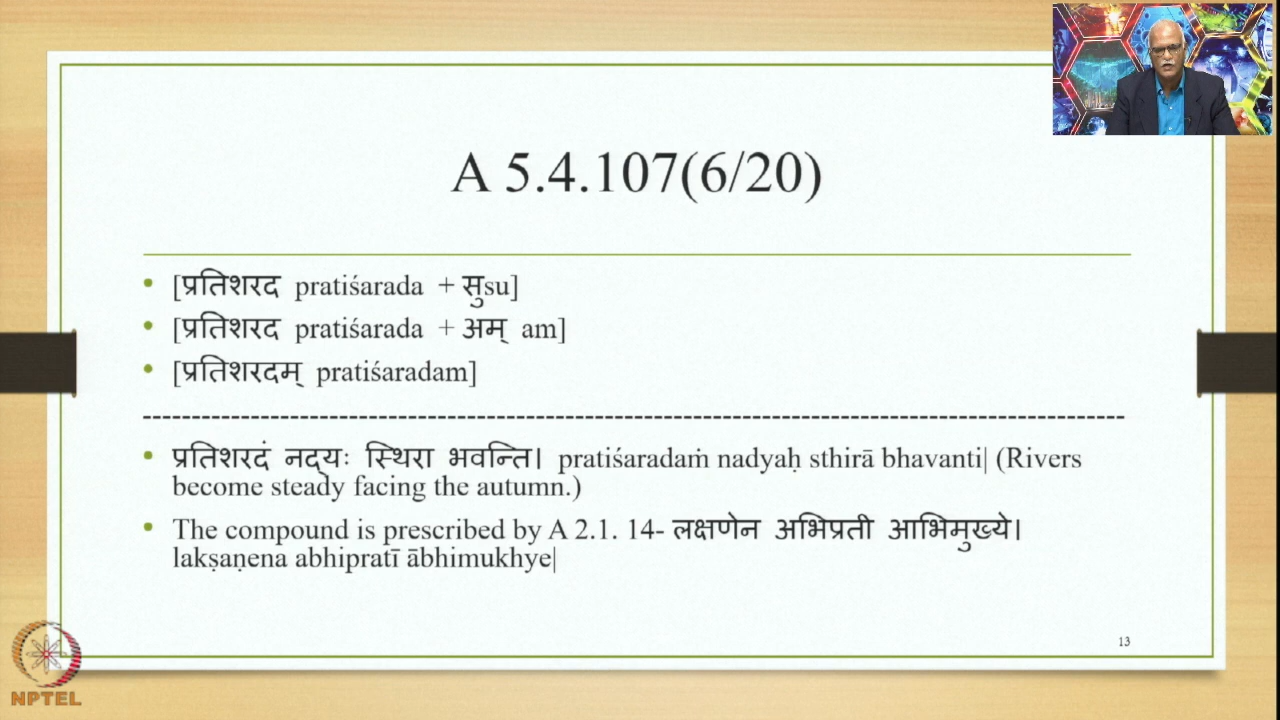 A 5.4.107(6/20)
• [प्रतिशरद pratiśarada + सुsu]
• [प्रतिशरद pratiśarada + अम् am]
• [प्रतिशरदम् pratiśaradam]
--------------------------------------------------------------------------------------------------
• प्रतिशरदं नद्यः स्थिरा भवन्ति। pratiśaradaṁ nadyaḥ sthirā bhavanti| (Rivers
become steady facing the autumn.)
• The compound is prescribed by A 2.1. 14- लक्षणेन अभिप्रती आभिमुख्ये।
lakṣaṇena abhipratī ābhimukhye|
13
NPTEL